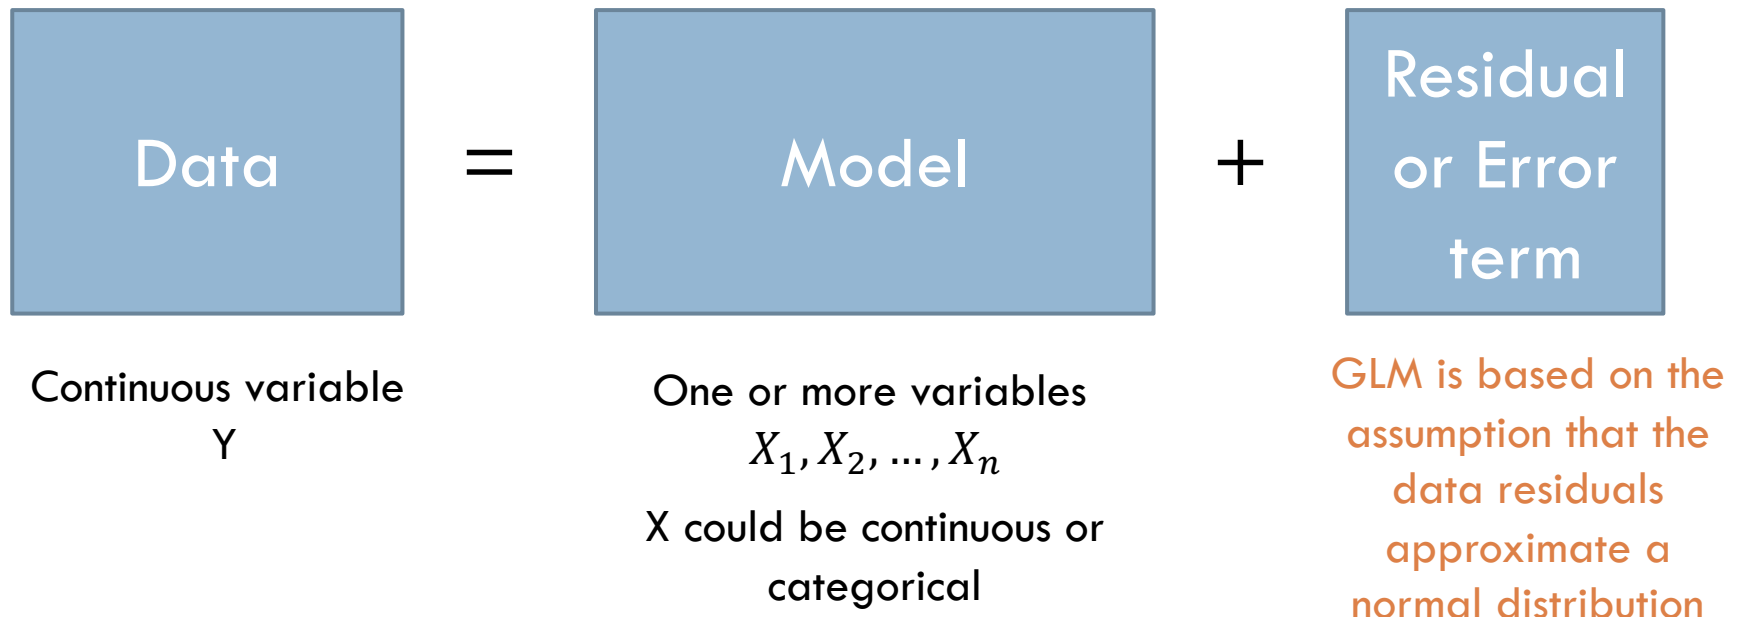 Data
=
Model
+
Residual
or Error
term
Continuous variable
Y
One or more variables
X₁, X₂, … , Xₙ
X could be continuous or
categorical
GLM is based on the
assumption that the
data residuals
approximate a
normal distribution